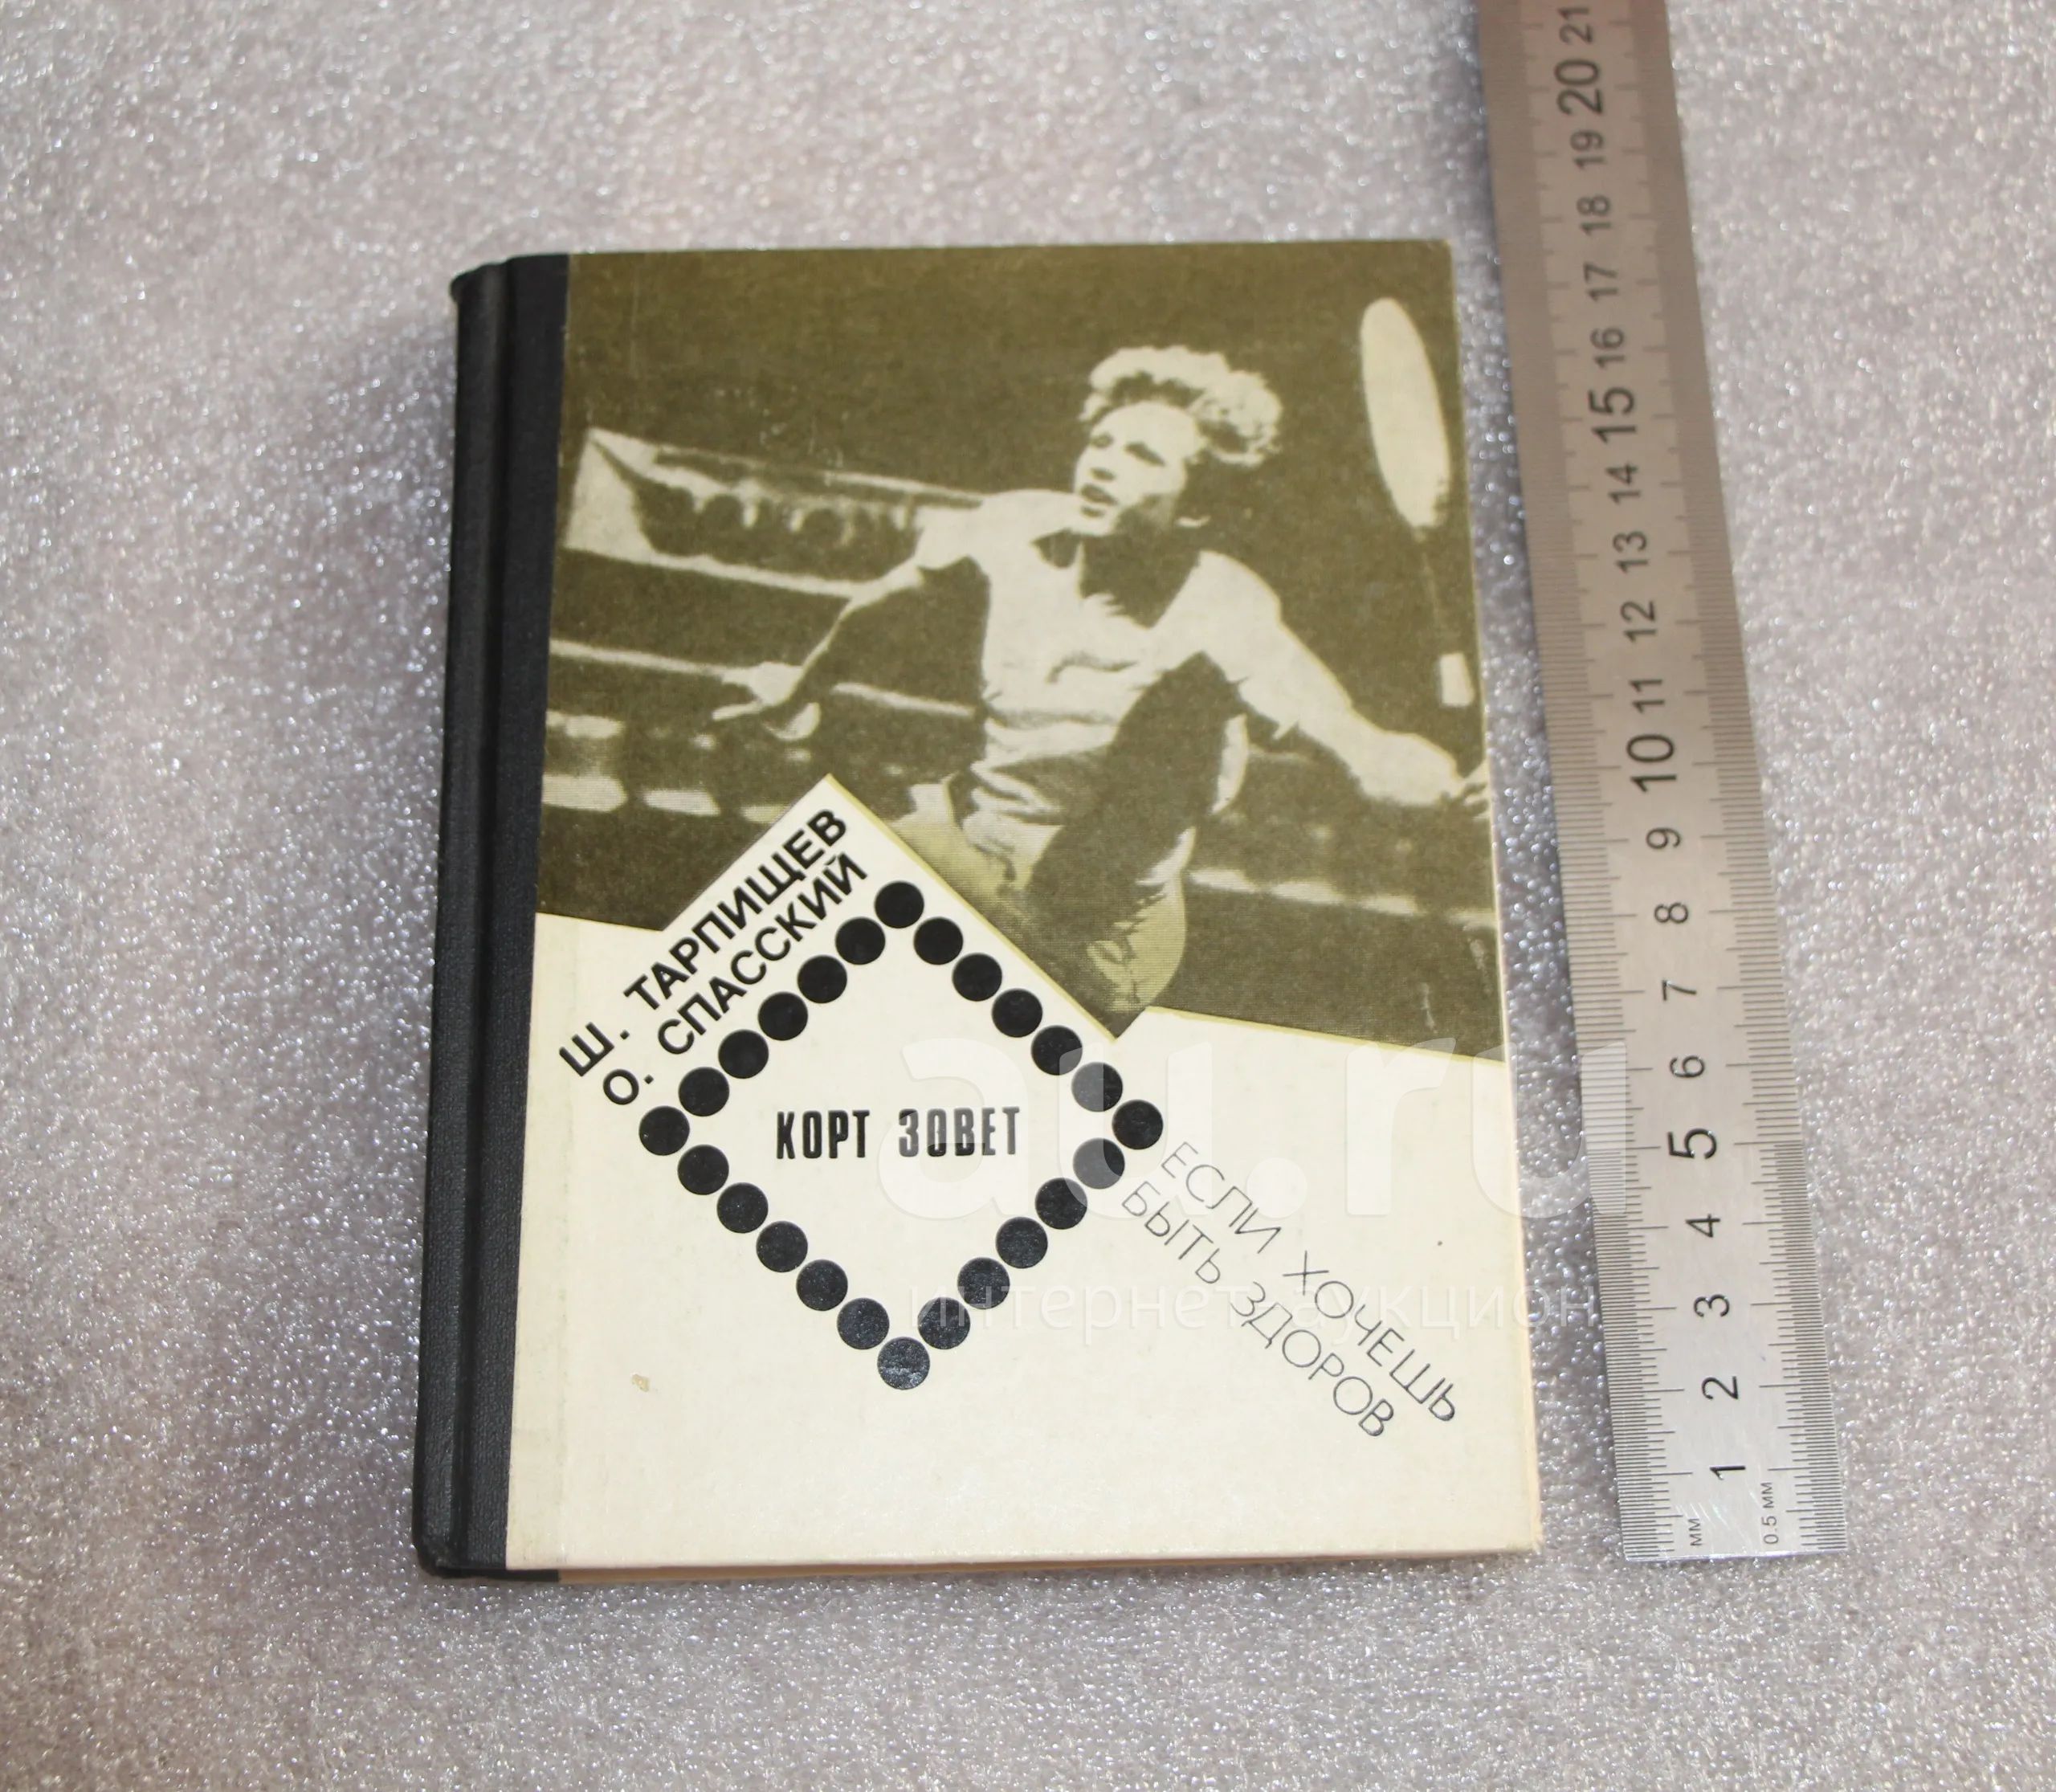 Ш. ТАРПИЩЕВ
О. СПАССКИЙ
КОРТ ЗОВЕТ
ЕСЛИ ХОЧЕШЬ
БЫТЬ ЗДОРОВ
au.ru
интернет аукцион
21
20
19
18
17
16
15
14
13
12
11
10
9
8
7
6
5
4
3
2
1
мм
0.5 мм